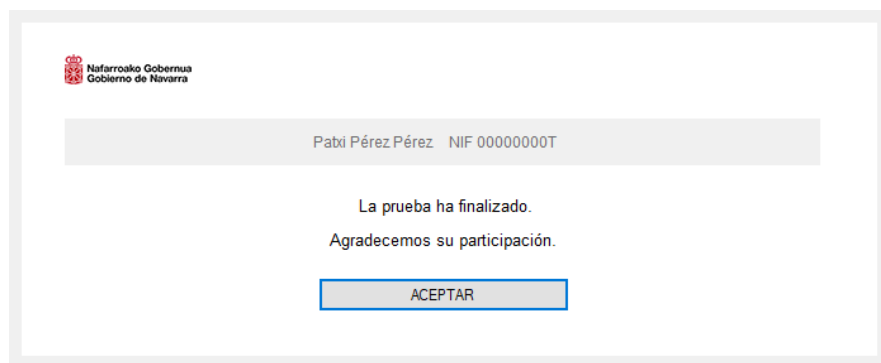 Nafarroako Gobernua
Gobierno de Navarra
Patxi Pérez Pérez NIF 00000000T
La prueba ha finalizado.
Agradecemos su participación.
ACEPTAR